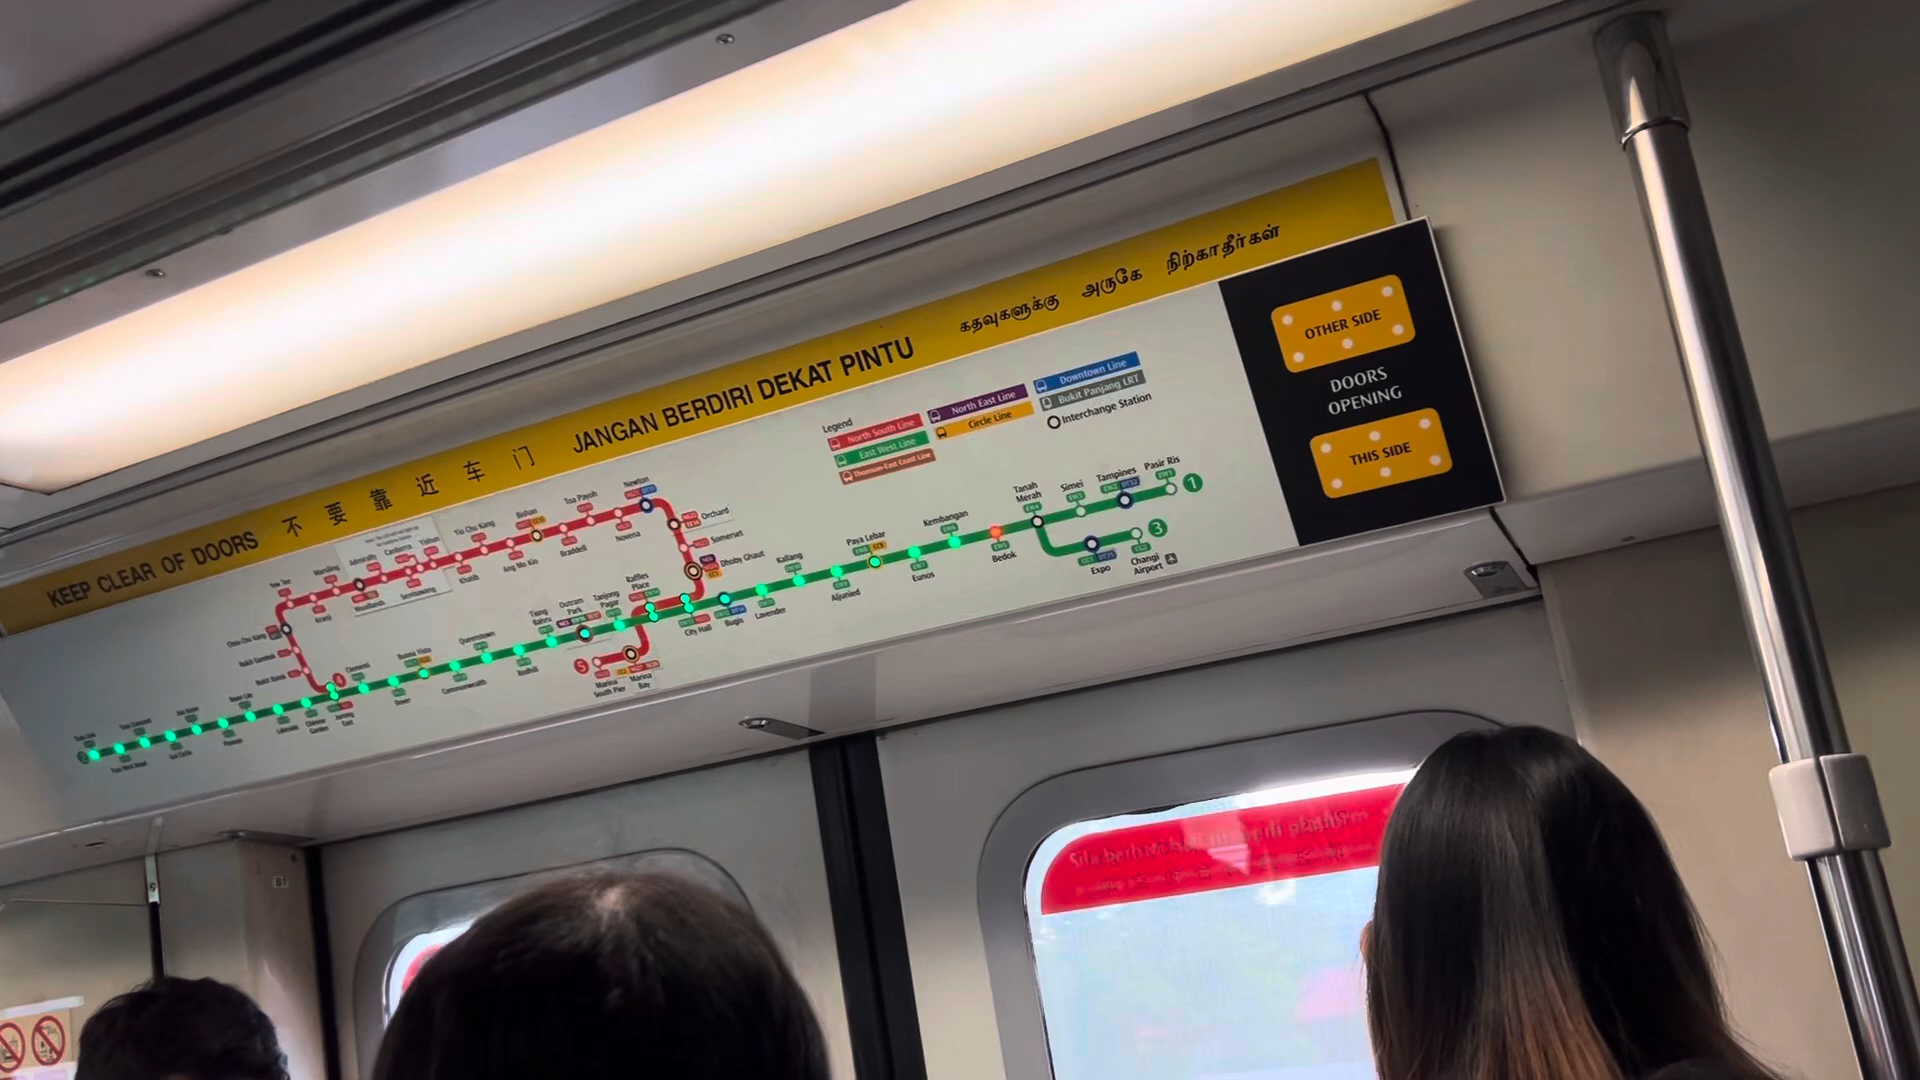 KEEP CLEAR OF DOORS 不要靠近车门 JANGAN BERDIRI DEKAT PINTU கதவுகளுக்கு அருகே நிற்காதீர்கள்
OTHER SIDE
DOORS
OPENING
THIS SIDE
Legend
North South Line
East West Line
Thomson-East Coast Line
North East Line
Circle Line
Downtown Line
Bukit Panjang LRT
Interchange Station
Yew Tee
Marsiling
Admiralty
Canberra
Yishun
Yio Chu Kang
Bishan
Toa Payoh
Newton
Kranji
Woodlands
Sembawang
Khatib
Ang Mo Kio
Braddell
Novena
Orchard
Somerset
Dhoby Ghaut
Choa Chu Kang
Bukit Gombak
Bukit Batok
Raffles
Place
Marina
South Pier
Marina
Bay
5
Clementi
Buona Vista
Queenstown
Tiong
Bahru
Outram
Park
Tanjong
Pagar
Kallang
Paya Lebar
Kembangan
Tanah
Merah
Simei
Tampines
Pasir Ris
1
Boon Lay
Pioneer
Lakeside
Chinese
Garden
Jurong
East
Dover
Commonwealth
Redhill
City Hall
Bugis
Lavender
Aljunied
Eunos
Bedok
Expo
Changi
Airport
3